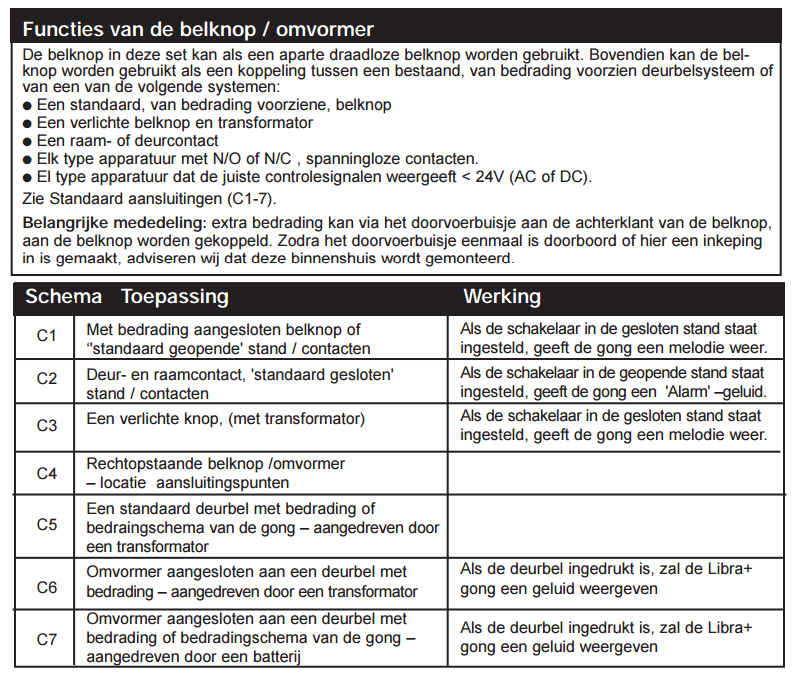 Functies van de belknop / omvormer
De belknop in deze set kan als een aparte draadloze belknop worden gebruikt. Bovendien kan de bel-
knop worden gebruikt als een koppeling tussen een bestaand, van bedrading voorzien deurbelsysteem of
van een van de volgende systemen:
● Een standaard, van bedrading voorziene, belknop
● Een verlichte belknop en transformator
● Een raam- of deurcontact
● Elk type apparatuur met N/O of N/C , spanningloze contacten.
● El type apparatuur dat de juiste controlesignalen weergeeft < 24V (AC of DC).
Zie Standaard aansluitingen (C1-7).
Belangrijke mededeling: extra bedrading kan via het doorvoerbuisje aan de achterklant van de belknop,
aan de belknop worden gekoppeld. Zodra het doorvoerbuisje eenmaal is doorboord of hier een inkeping
in is gemaakt, adviseren wij dat deze binnenshuis wordt gemonteerd.
Schema Toepassing Werking
C1 Met bedrading aangesloten belknop of
‘'standaard geopende' stand / contacten
Als de schakelaar in de gesloten stand staat
ingesteld, geeft de gong een melodie weer.
C2 Deur- en raamcontact, 'standaard gesloten'
stand / contacten
Als de schakelaar in de geopende stand staat
ingesteld, geeft de gong een 'Alarm' –geluid.
C3 Een verlichte knop, (met transformator)
Als de schakelaar in de gesloten stand staat
ingesteld, geeft de gong een melodie weer.
C4 Rechtopstaande belknop /omvormer
– locatie aansluitingspunten
C5 Een standaard deurbel met bedrading of
bedraingschema van de gong – aangedreven door
een transformator
C6 Omvormer aangesloten aan een deurbel met
bedrading – aangedreven door een transformator
Als de deurbel ingedrukt is, zal de Libra+
gong een geluid weergeven
C7 Omvormer aangesloten aan een deurbel met
bedrading of bedradingschema van de gong –
aangedreven door een batterij
Als de deurbel ingedrukt is, zal de Libra+
gong een geluid weergeven